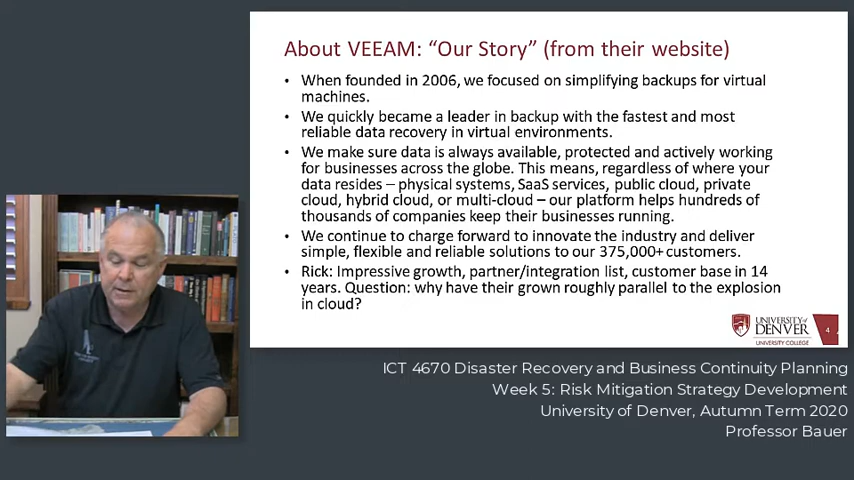 About VEEAM: “Our Story” (from their website)
• When founded in 2006, we focused on simplifying backups for virtual
machines.
• We quickly became a leader in backup with the fastest and most
reliable data recovery in virtual environments.
• We make sure data is always available, protected and actively working
for businesses across the globe. This means, regardless of where your
data resides – physical systems, SaaS services, public cloud, private
cloud, hybrid cloud, or multi-cloud – our platform helps hundreds of
thousands of companies keep their businesses running.
• We continue to charge forward to innovate the industry and deliver
simple, flexible and reliable solutions to our 375,000+ customers.
• Rick: Impressive growth, partner/integration list, customer base in 14
years. Question: why have their grown roughly parallel to the explosion
in cloud?
UNIVERSITY of
DENVER
UNIVERSITY COLLEGE
4
ICT 4670 Disaster Recovery and Business Continuity Planning
Week 5: Risk Mitigation Strategy Development
University of Denver, Autumn Term 2020
Professor Bauer